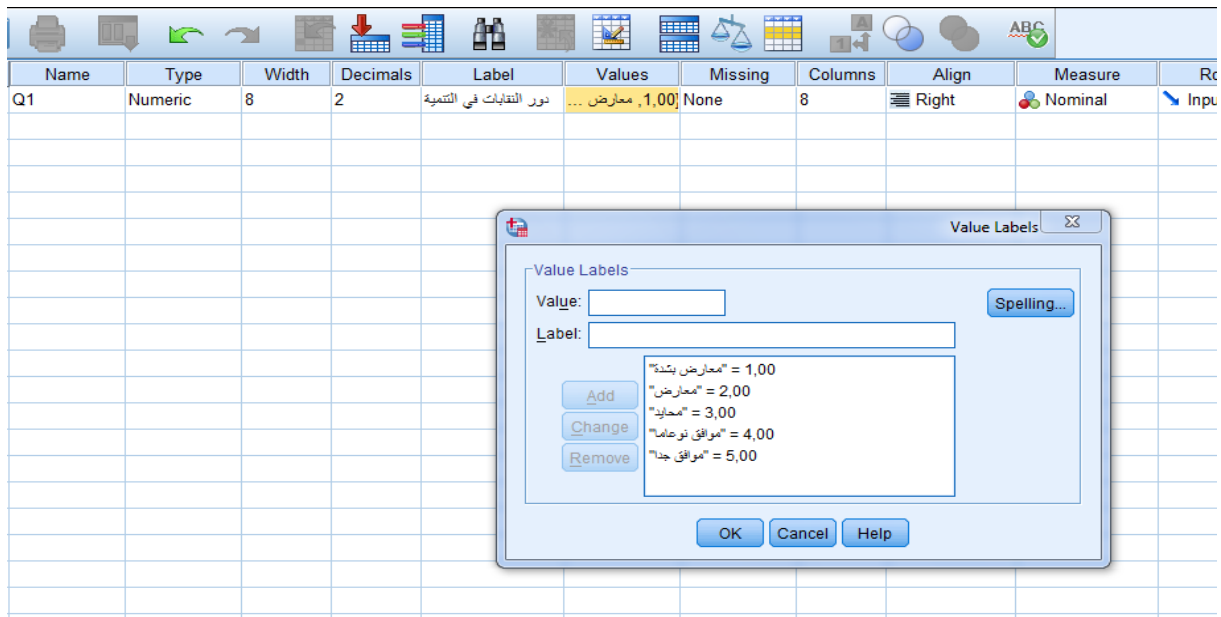 ABC
A
1
Name Type Width Decimals Label Values Missing Columns Align Measure Ro
Q1 Numeric 8 2 دور النقابات في التنمية {1,00, معارض ... None 8 Right Nominal Inpu
Value Labels
Value Labels
Value:
Spelling...
Label:
1,00 = "معارض بشدة"
Add
2,00 = "معارض"
3,00 = "محايد"
Change
4,00 = "موافق نوعاما"
Remove
5,00 = "موافق جدا"
OK Cancel Help